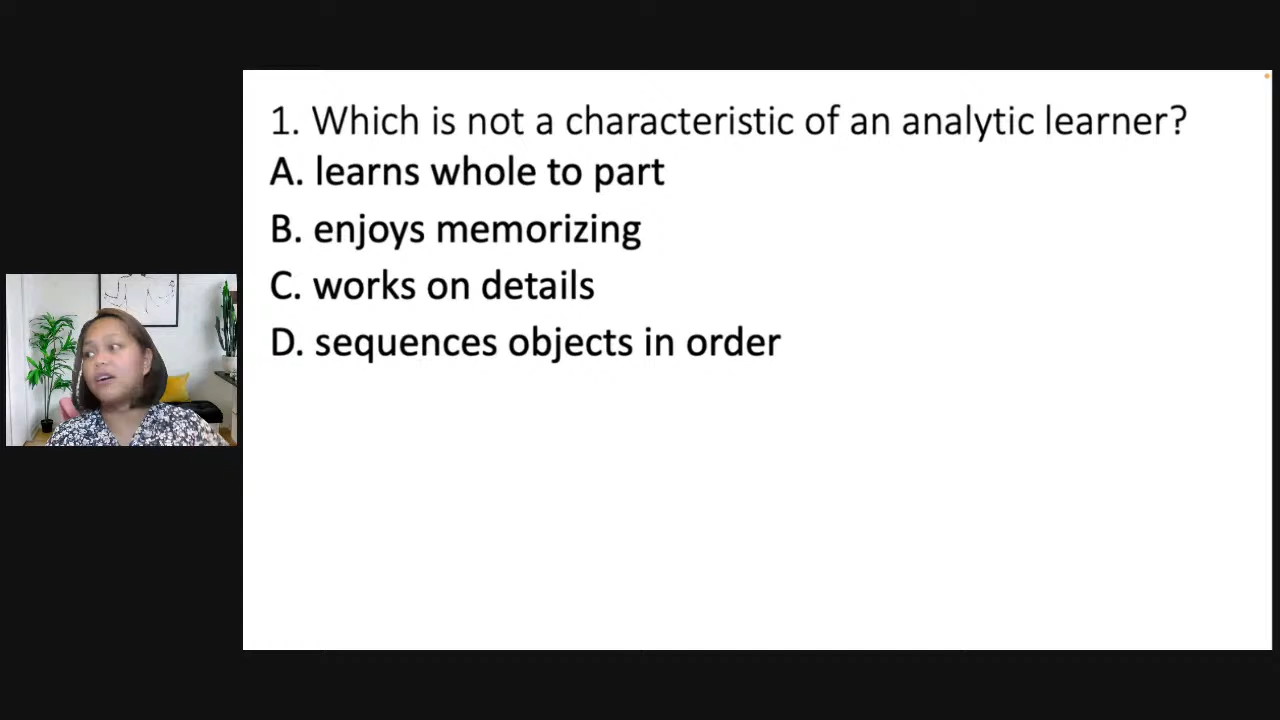 1. Which is not a characteristic of an analytic learner?
A. learns whole to part
B. enjoys memorizing
C. works on details
D. sequences objects in order